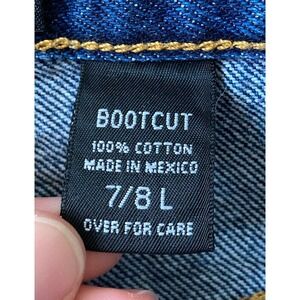 BOOTCUT
100% COTTON
MADE IN MEXICO
7/8 L
OVER FOR CARE